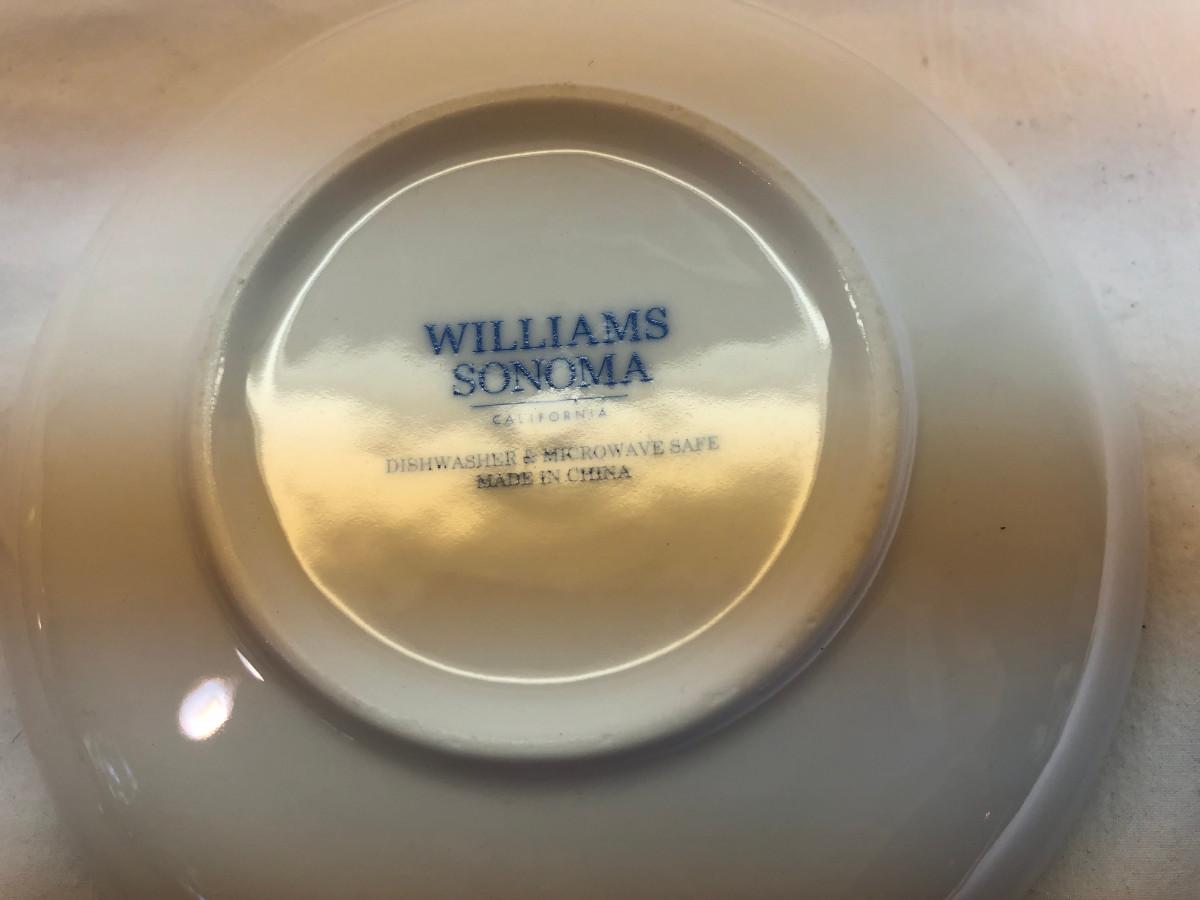 WILLIAMS
SONOMA
CALIFORNIA
DISHWASHER & MICROWAVE SAFE
MADE IN CHINA